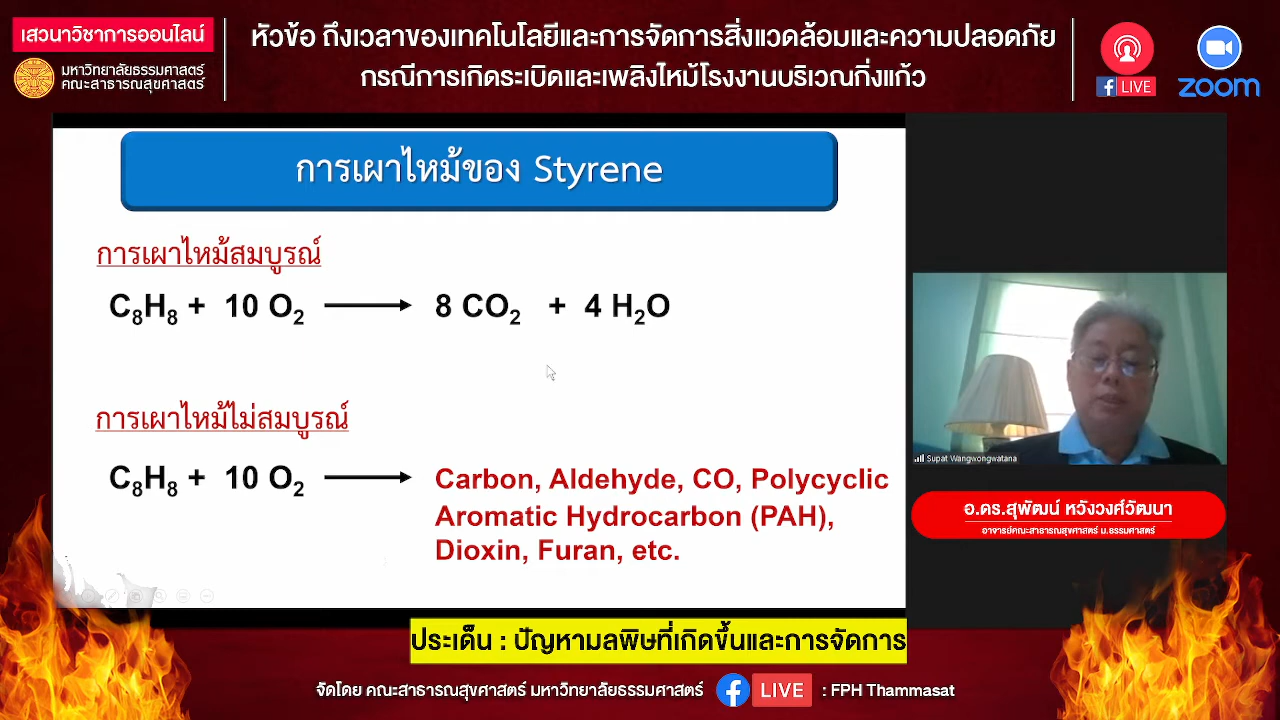 เสวนาวิชาการออนไลน์
มหาวิทยาลัยธรรมศาสตร์
คณะสาธารณสุขศาสตร์
หัวข้อ ถึงเวลาของเทคโนโลยีและการจัดการสิ่งแวดล้อมและความปลอดภัย
กรณีการเกิดระเบิดและเพลิงไหม้โรงงานบริเวณกิ่งแก้ว
f LIVE
zoom
การเผาไหม้ของ Styrene
การเผาไหม้สมบูรณ์
C₈H₈ + 10 O₂ ⟶ 8 CO₂ + 4 H₂O
การเผาไหม้ไม่สมบูรณ์
C₈H₈ + 10 O₂ ⟶ Carbon, Aldehyde, CO, Polycyclic
Aromatic Hydrocarbon (PAH),
Dioxin, Furan, etc.
Supat Wangwongwatana
อ.ดร.สุพัฒน์ หวังวงศ์วัฒนา
อาจารย์คณะสาธารณสุขศาสตร์ ม.ธรรมศาสตร์
ประเด็น : ปัญหามลพิษที่เกิดขึ้นและการจัดการ
จัดโดย คณะสาธารณสุขศาสตร์ มหาวิทยาลัยธรรมศาสตร์ f LIVE : FPH Thammasat